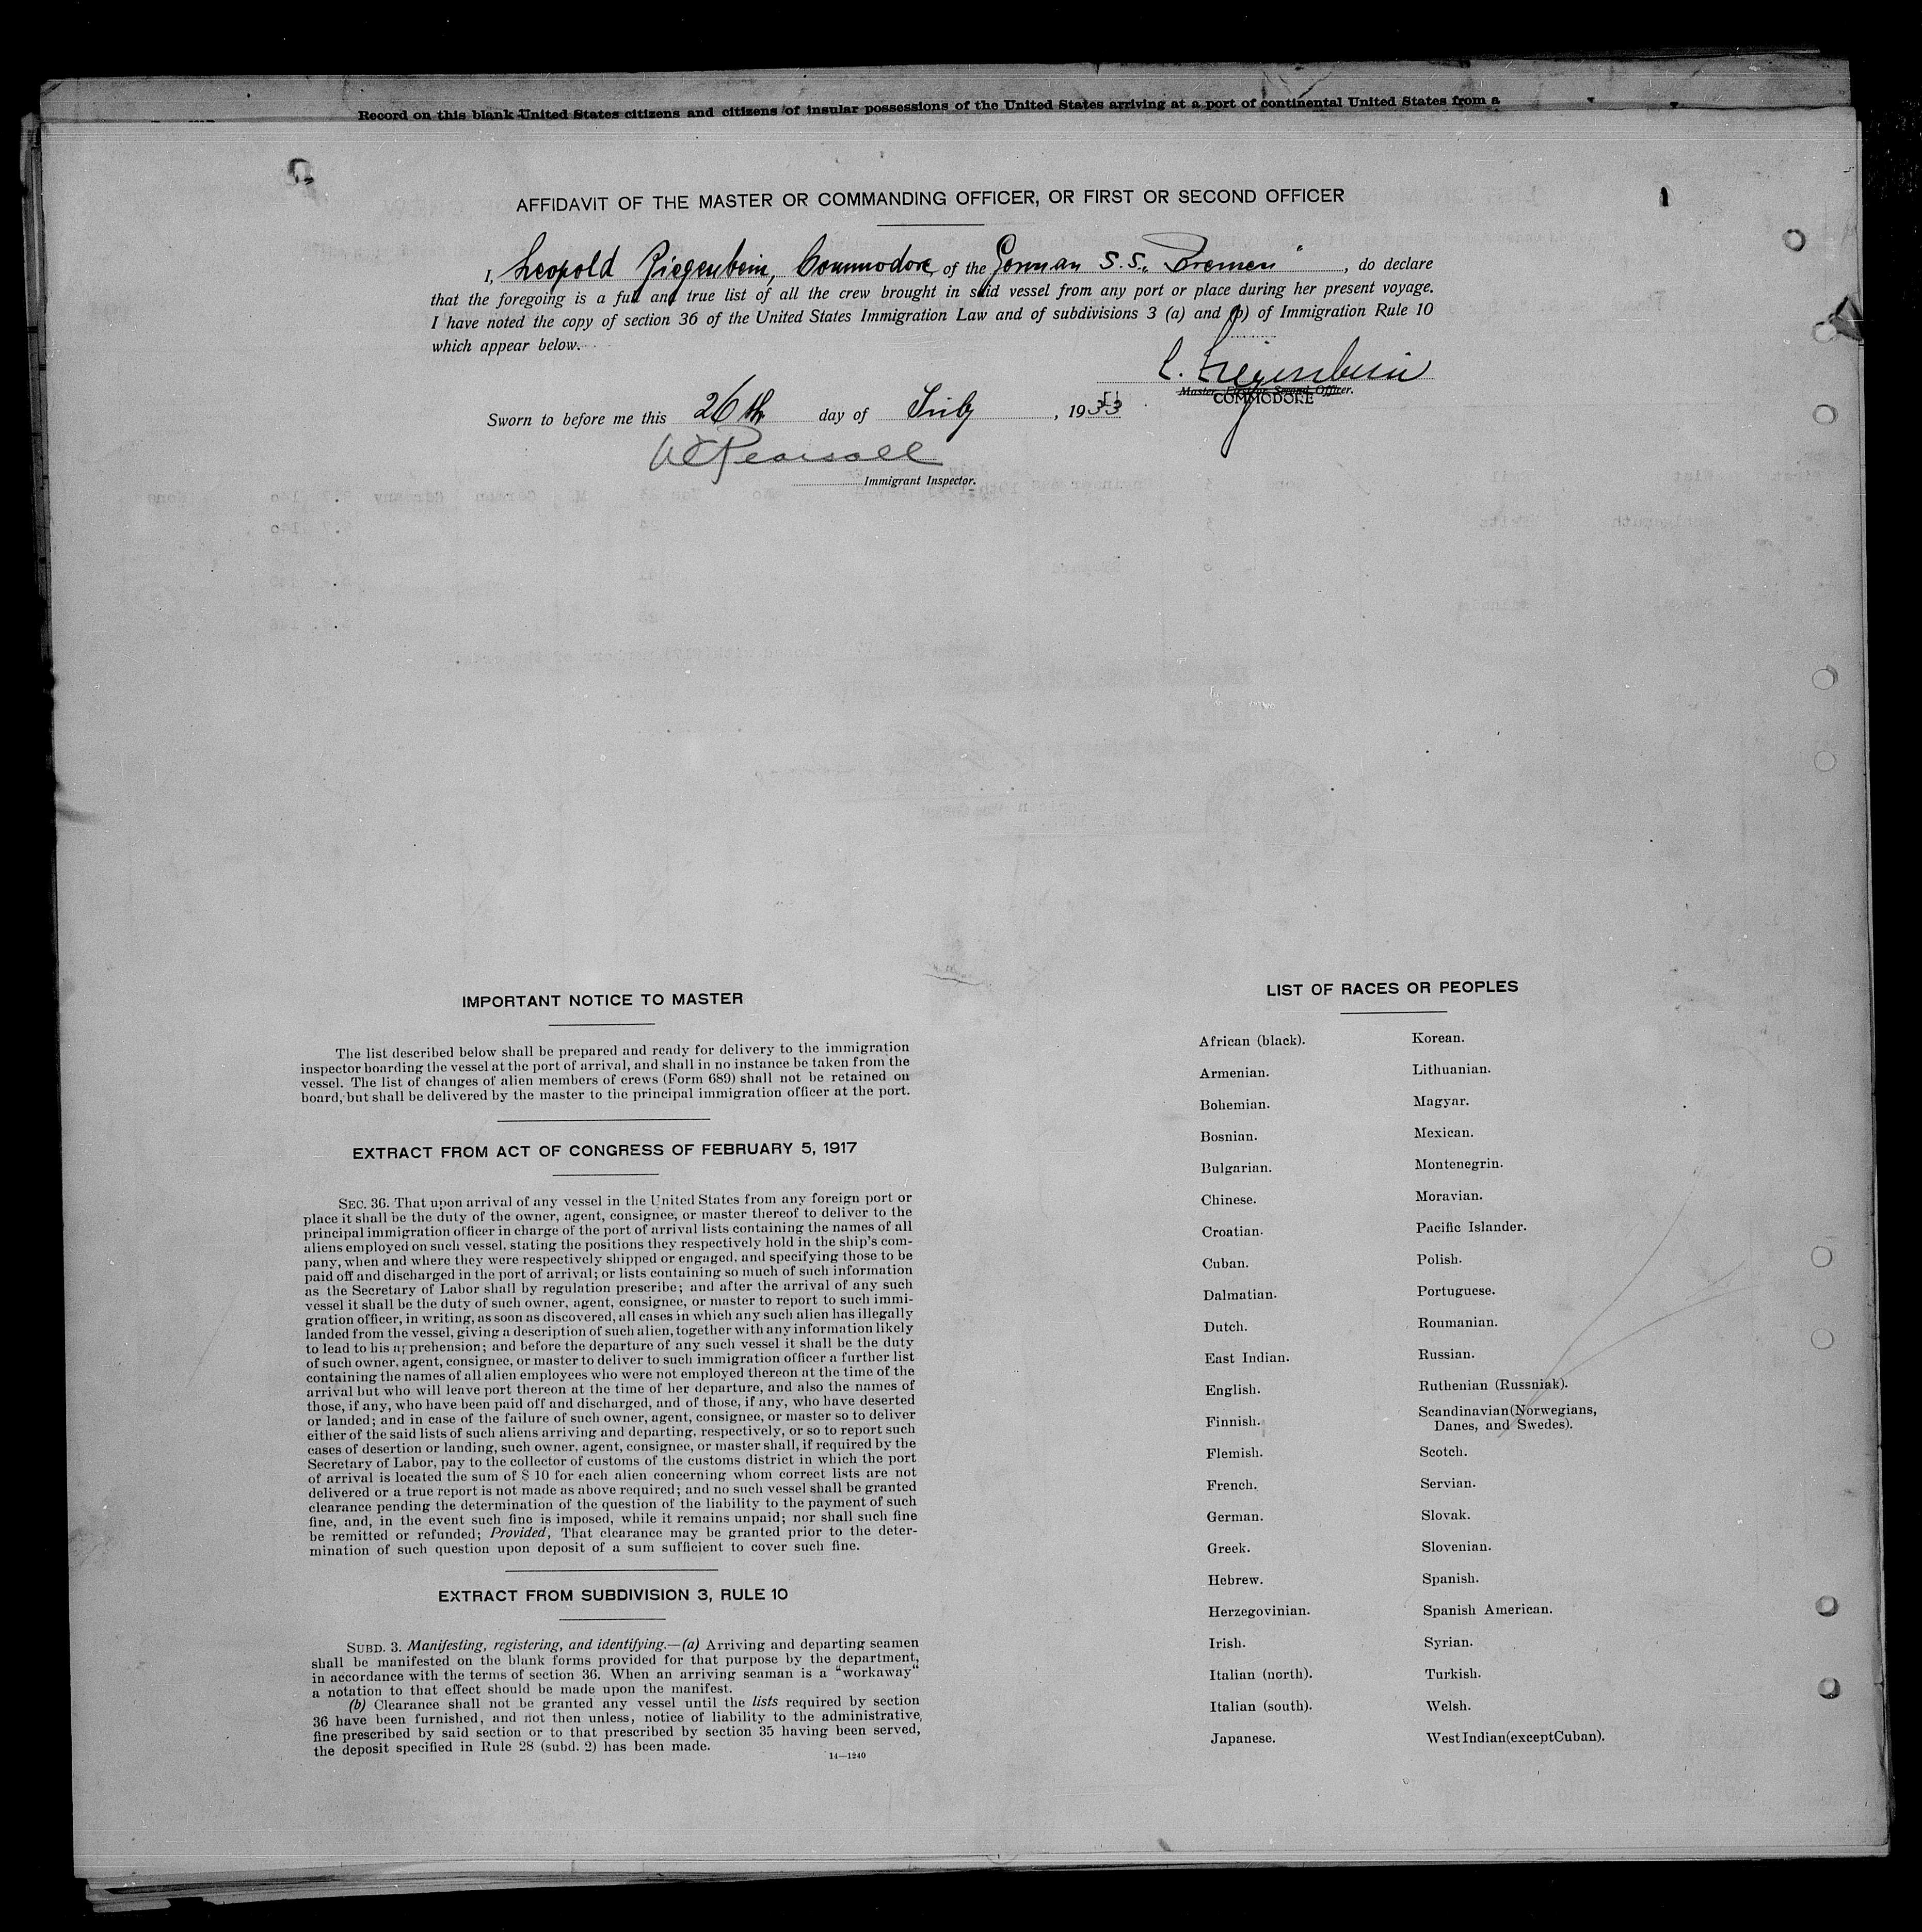 Record on this blank United States citizens and citizens of insular possessions of the United States arriving at a port of continental United States from a
1
AFFIDAVIT OF THE MASTER OR COMMANDING OFFICER, OR FIRST OR SECOND OFFICER
I, Leopold Ziegenbein, Commodore, of the German S.S. „Bremen“, do declare
that the foregoing is a full and true list of all the crew brought in said vessel from any port or place during her present voyage.
I have noted the copy of section 36 of the United States Immigration Law and of subdivisions 3 (a) and (b) of Immigration Rule 10
which appear below.
L. Ziegenbein
Master, First or Second Officer.
COMMODORE
Sworn to before me this 26th day of July, 1933
Pearsall
Immigrant Inspector.
IMPORTANT NOTICE TO MASTER
The list described below shall be prepared and ready for delivery to the immigration
inspector boarding the vessel at the port of arrival, and shall in no instance be taken from the
vessel. The list of changes of alien members of crews (Form 689) shall not be retained on
board, but shall be delivered by the master to the principal immigration officer at the port.
EXTRACT FROM ACT OF CONGRESS OF FEBRUARY 5, 1917
SEC. 36. That upon arrival of any vessel in the United States from any foreign port or
place it shall be the duty of the owner, agent, consignee, or master thereof to deliver to the
principal immigration officer in charge of the port of arrival lists containing the names of all
aliens employed on such vessel, stating the positions they respectively hold in the ship's com-
pany, when and where they were respectively shipped or engaged, and specifying those to be
paid off and discharged in the port of arrival; or lists containing so much of such information
as the Secretary of Labor shall by regulation prescribe; and after the arrival of any such
vessel it shall be the duty of such owner, agent, consignee, or master to report to such immi-
gration officer, in writing, as soon as discovered, all cases in which any such alien has illegally
landed from the vessel, giving a description of such alien, together with any information likely
to lead to his apprehension; and before the departure of any such vessel it shall be the duty
of such owner, agent, consignee, or master to deliver to such immigration officer a further list
containing the names of all alien employees who were not employed thereon at the time of the
arrival but who will leave port thereon at the time of her departure, and also the names of
those, if any, who have been paid off and discharged, and of those, if any, who have deserted
or landed; and in case of the failure of such owner, agent, consignee, or master so to deliver
either of the said lists of such aliens arriving and departing, respectively, or so to report such
cases of desertion or landing, such owner, agent, consignee, or master shall, if required by the
Secretary of Labor, pay to the collector of customs of the customs district in which the port
of arrival is located the sum of $ 10 for each alien concerning whom correct lists are not
delivered or a true report is not made as above required; and no such vessel shall be granted
clearance pending the determination of the question of the liability to the payment of such
fine, and, in the event such fine is imposed, while it remains unpaid; nor shall such fine
be remitted or refunded; Provided, That clearance may be granted prior to the deter-
mination of such question upon deposit of a sum sufficient to cover such fine.
EXTRACT FROM SUBDIVISION 3, RULE 10
SUBD. 3. Manifesting, registering, and identifying.—(a) Arriving and departing seamen
shall be manifested on the blank forms provided for that purpose by the department,
in accordance with the terms of section 36. When an arriving seaman is a "workaway"
a notation to that effect should be made upon the manifest.
(b) Clearance shall not be granted any vessel until the lists required by section
36 have been furnished, and not then unless, notice of liability to the administrative,
fine prescribed by said section or to that prescribed by section 35 having been served,
the deposit specified in Rule 28 (subd. 2) has been made.
14—1240
LIST OF RACES OR PEOPLES
African (black).
Armenian.
Bohemian.
Bosnian.
Bulgarian.
Chinese.
Croatian.
Cuban.
Dalmatian.
Dutch.
East Indian.
English.
Finnish.
Flemish.
French.
German.
Greek.
Hebrew.
Herzegovinian.
Irish.
Italian (north).
Italian (south).
Japanese.
Korean.
Lithuanian.
Magyar.
Mexican.
Montenegrin.
Moravian.
Pacific Islander.
Polish.
Portuguese.
Roumanian.
Russian.
Ruthenian (Russniak).
Scandinavian(Norwegians,
Danes, and Swedes).
Scotch.
Servian.
Slovak.
Slovenian.
Spanish.
Spanish American.
Syrian.
Turkish.
Welsh.
West Indian(exceptCuban).